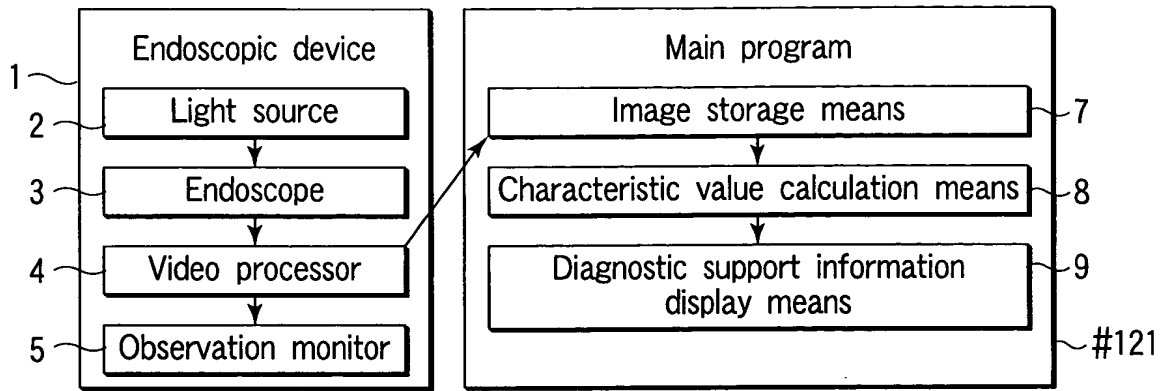 Endoscopic device
1
2
Light source
3
Endoscope
4
Video processor
5
Observation monitor
Main program
Image storage means
7
Characteristic value calculation means
8
Diagnostic support information
display means
9
#121